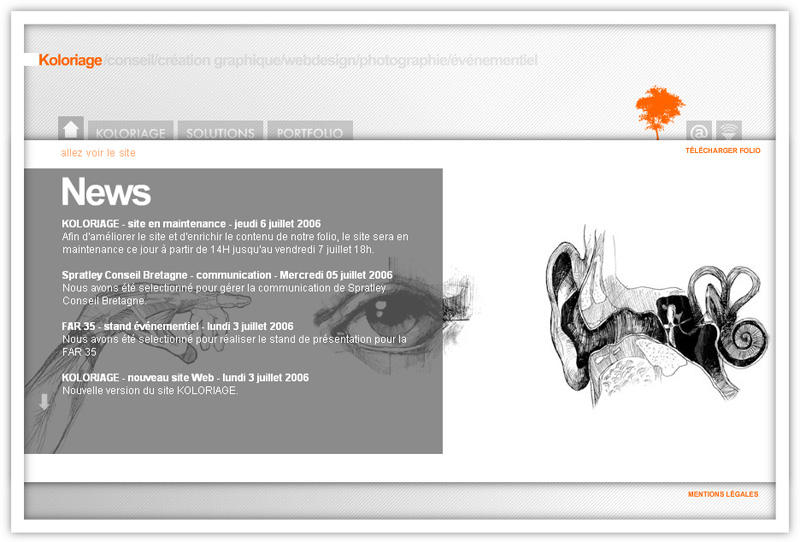 Koloriage/conseil/création graphique/webdesign/photographie/événementiel
KOLORIAGE SOLUTIONS PORTFOLIO @
allez voir le site
TÉLÉCHARGER FOLIO
News
KOLORIAGE - site en maintenance - jeudi 6 juillet 2006
Afin d'améliorer le site et d'enrichir le contenu de notre folio, le site sera en
maintenance ce jour à partir de 14H jusqu'au vendredi 7 juillet 18h.
Spratley Conseil Bretagne - communication - Mercredi 05 juillet 2006
Nous avons été selectionné pour gérer la communication de Spratley
Conseil Bretagne.
FAR 35 - stand événementiel - lundi 3 juillet 2006
Nous avons été selectionné pour réaliser le stand de présentation pour la
FAR 35
KOLORIAGE - nouveau site Web - lundi 3 juillet 2006
Nouvelle version du site KOLORIAGE.
MENTIONS LÉGALES